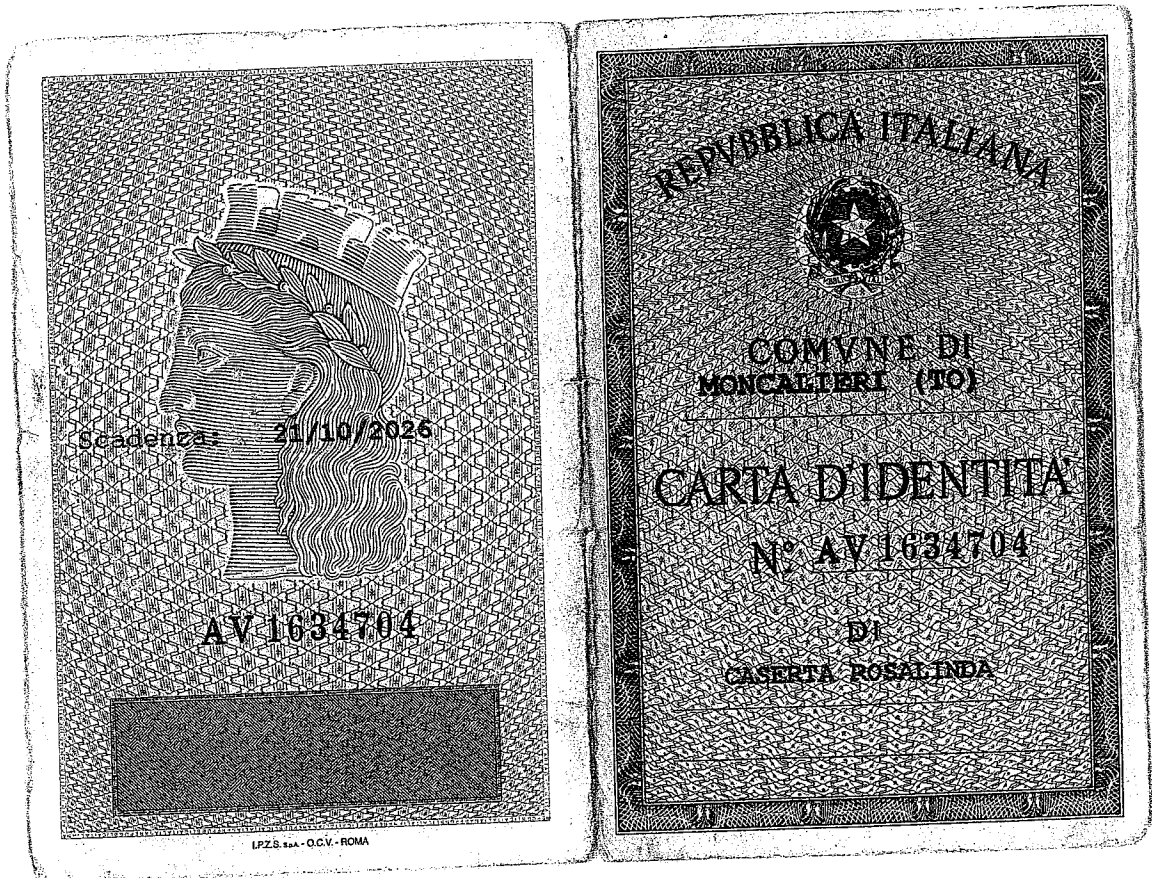 Scadenza: 21/10/2026
AV 1634704
I.P.Z.S. S.p.A. - O.C.V. - ROMA
REPVBBLICA ITALIANA
COMVNE DI
MONCALIERI (TO)
CARTA D'IDENTITA'
N° AV 1634704
DI
CASERTA ROSALINDA